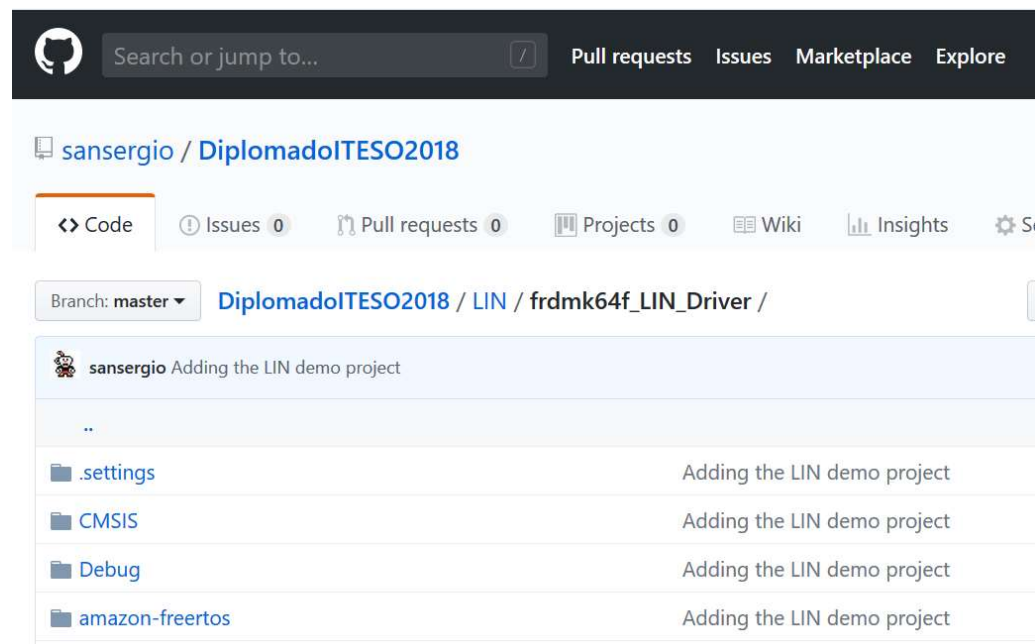 Search or jump to... / Pull requests Issues Marketplace Explore
sansergio / DiplomadoITESO2018
<> Code Issues 0 Pull requests 0 Projects 0 Wiki Insights
Branch: master DiplomadoITESO2018 / LIN / frdmk64f_LIN_Driver /
sansergio Adding the LIN demo project
..
.settings Adding the LIN demo project
CMSIS Adding the LIN demo project
Debug Adding the LIN demo project
amazon-freertos Adding the LIN demo project